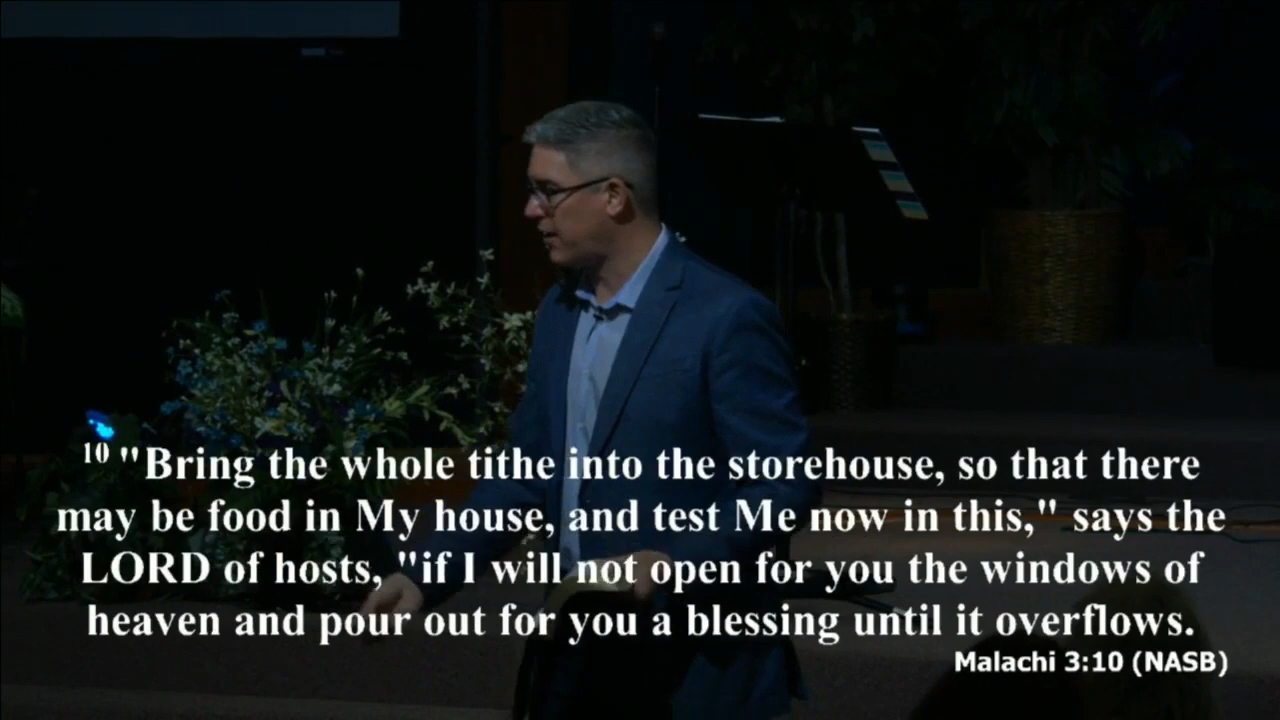 10 "Bring the whole tithe into the storehouse, so that there
may be food in My house, and test Me now in this," says the
LORD of hosts, "if I will not open for you the windows of
heaven and pour out for you a blessing until it overflows.
Malachi 3:10 (NASB)